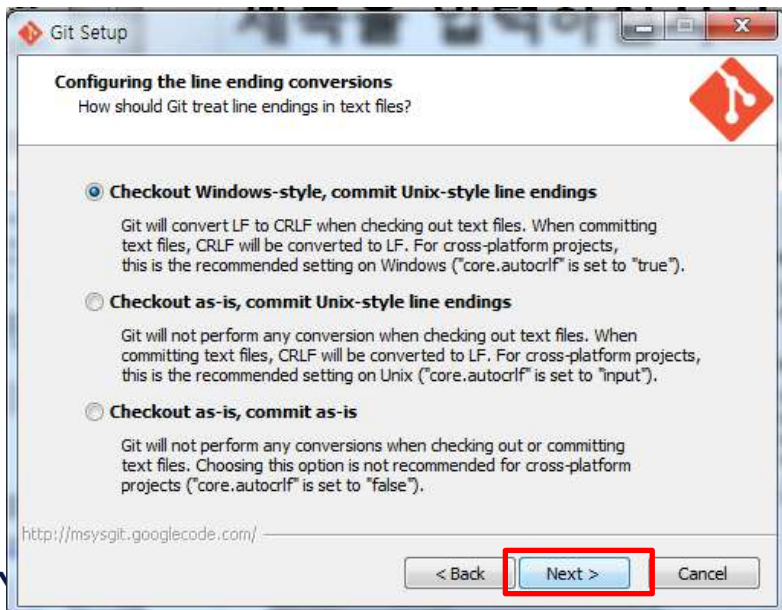 Git Setup
Configuring the line ending conversions
How should Git treat line endings in text files?
Checkout Windows-style, commit Unix-style line endings
Git will convert LF to CRLF when checking out text files. When committing
text files, CRLF will be converted to LF. For cross-platform projects,
this is the recommended setting on Windows ("core.autocrlf" is set to "true").
Checkout as-is, commit Unix-style line endings
Git will not perform any conversion when checking out text files. When
committing text files, CRLF will be converted to LF. For cross-platform projects,
this is the recommended setting on Unix ("core.autocrlf" is set to "input").
Checkout as-is, commit as-is
Git will not perform any conversions when checking out or committing
text files. Choosing this option is not recommended for cross-platform
projects ("core.autocrlf" is set to "false").
http://msysgit.googlecode.com/
< Back Next > Cancel